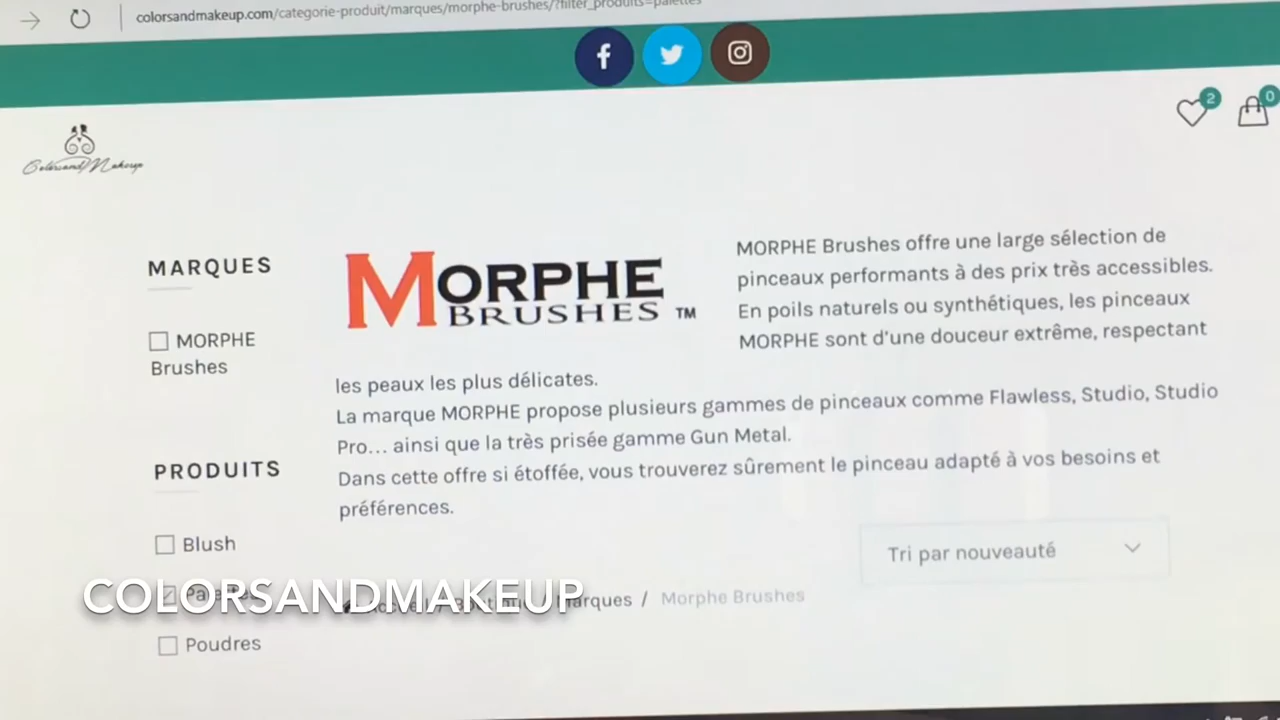 colorsandmakeup.com/categorie-produit/marques/morphe-brushes/?filter_produits=palettes
2
0
ColorsandMakeup
MARQUES
MORPHE
Brushes
PRODUITS
Blush
Poudres
MORPHE
BRUSHES ™
MORPHE Brushes offre une large sélection de
pinceaux performants à des prix très accessibles.
En poils naturels ou synthétiques, les pinceaux
MORPHE sont d'une douceur extrême, respectant
les peaux les plus délicates.
La marque MORPHE propose plusieurs gammes de pinceaux comme Flawless, Studio, Studio
Pro... ainsi que la très prisée gamme Gun Metal.
Dans cette offre si étoffée, vous trouverez sûrement le pinceau adapté à vos besoins et
préférences.
Tri par nouveauté
Marques / Morphe Brushes
COLORSANDMAKEUP